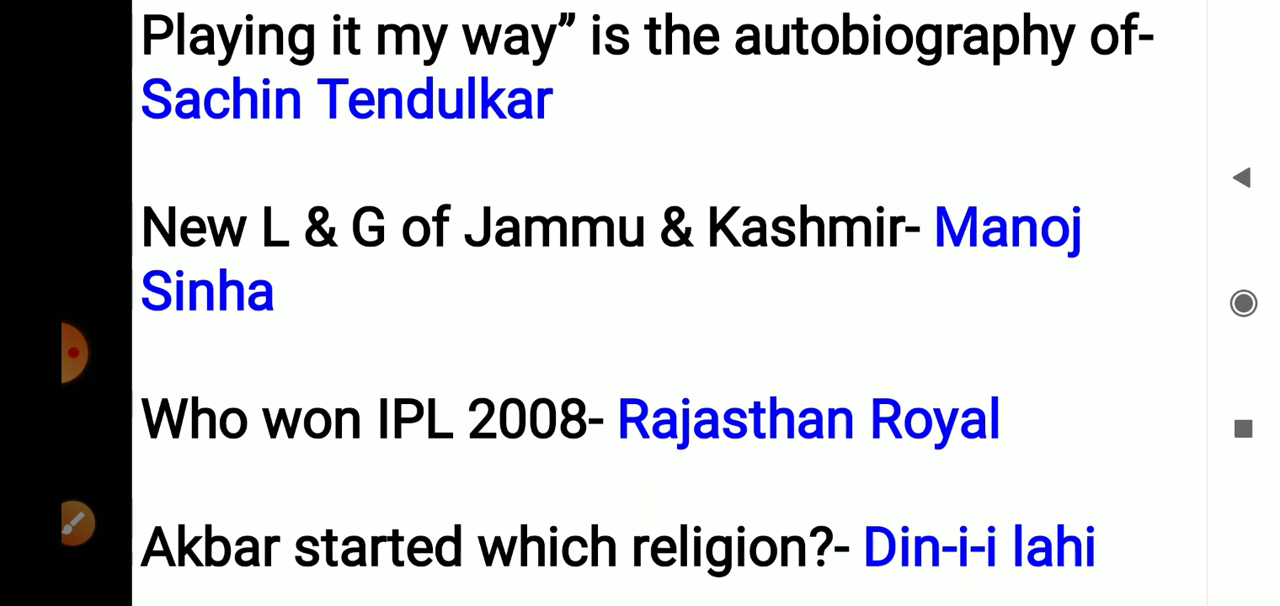 Playing it my way” is the autobiography of-
Sachin Tendulkar
New L & G of Jammu & Kashmir- Manoj
Sinha
Who won IPL 2008- Rajasthan Royal
Akbar started which religion?- Din-i-i lahi